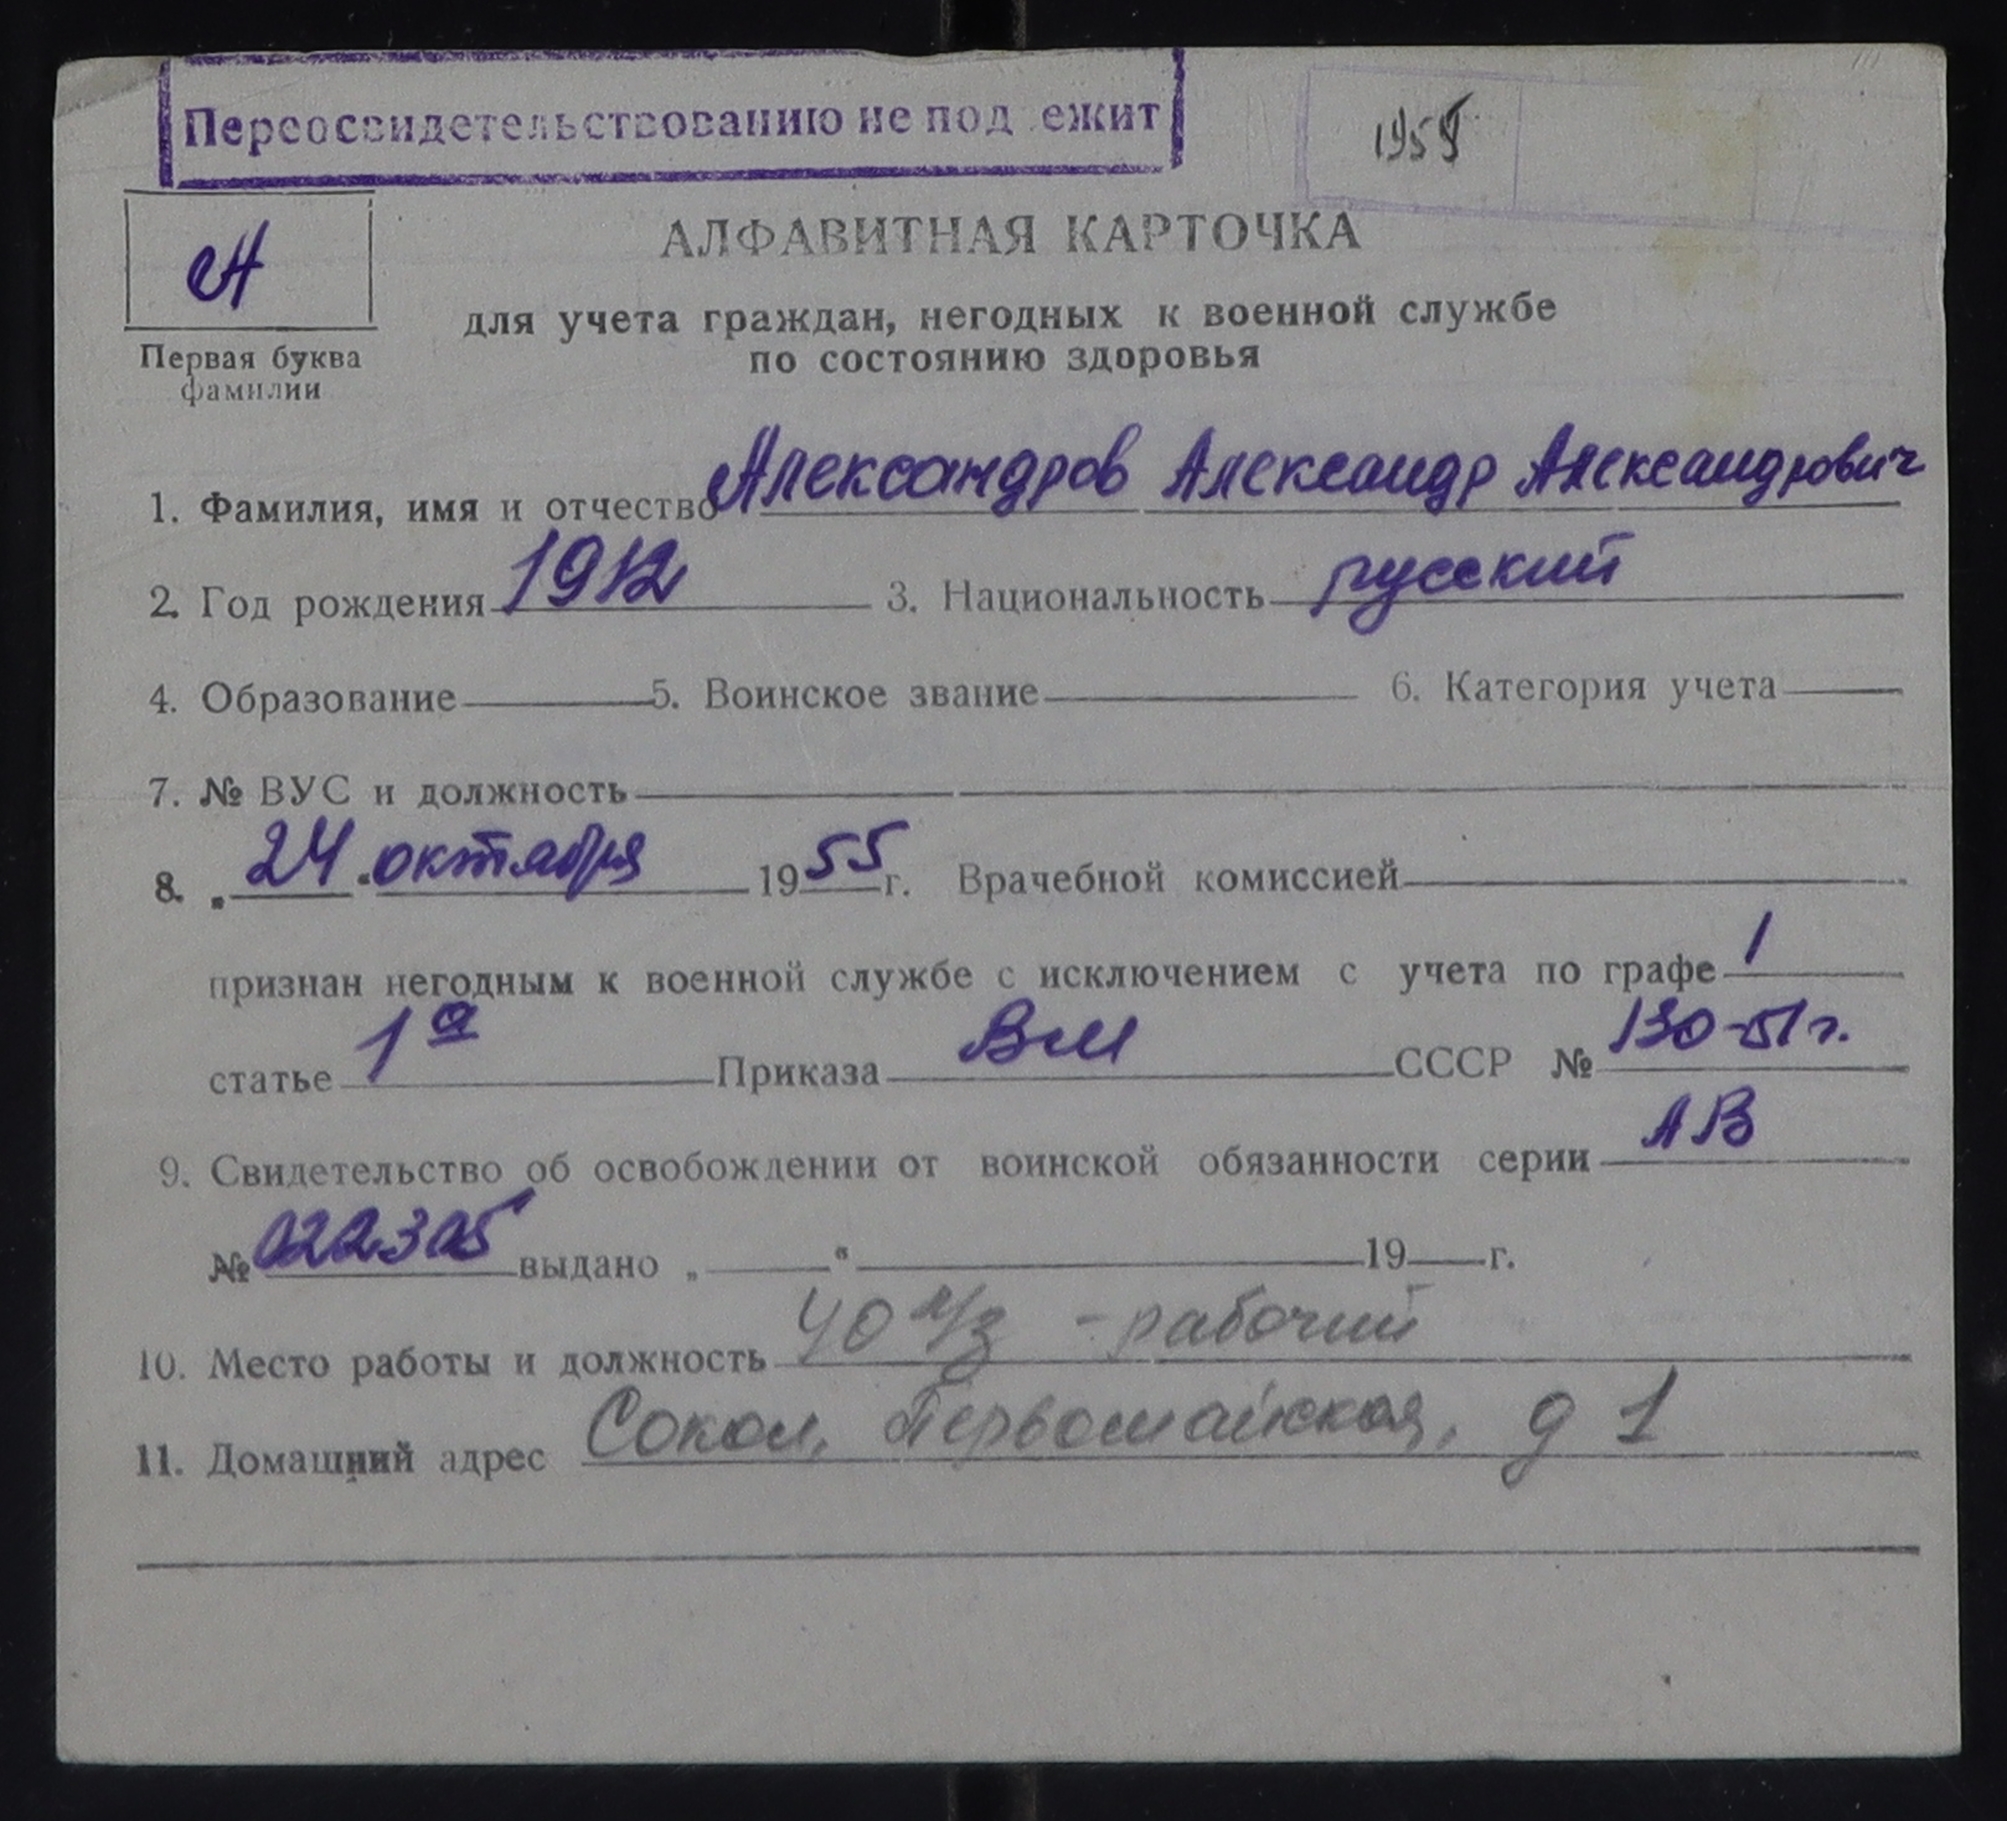 Переосвидетельствованию не под ежит
1955
А
Первая буква
фамилии
АЛФАВИТНАЯ КАРТОЧКА
для учета граждан, негодных к военной службе
по состоянию здоровья
1. Фамилия, имя и отчество Александров Александр Александрович
2. Год рождения 1912 3. Национальность русский
4. Образование 5. Воинское звание 6. Категория учета
7. № ВУС и должность
8. „24“ октября 1955 г. Врачебной комиссией
признан негодным к военной службе с исключением с учета по графе 1
статье 1а Приказа ВМ СССР № 130-51 г.
9. Свидетельство об освобождении от воинской обязанности серии АВ
№ 022305 выдано „ “ 19 г.
10. Место работы и должность 40 - рабочий
11. Домашний адрес Сокол, Первомайская, д 1